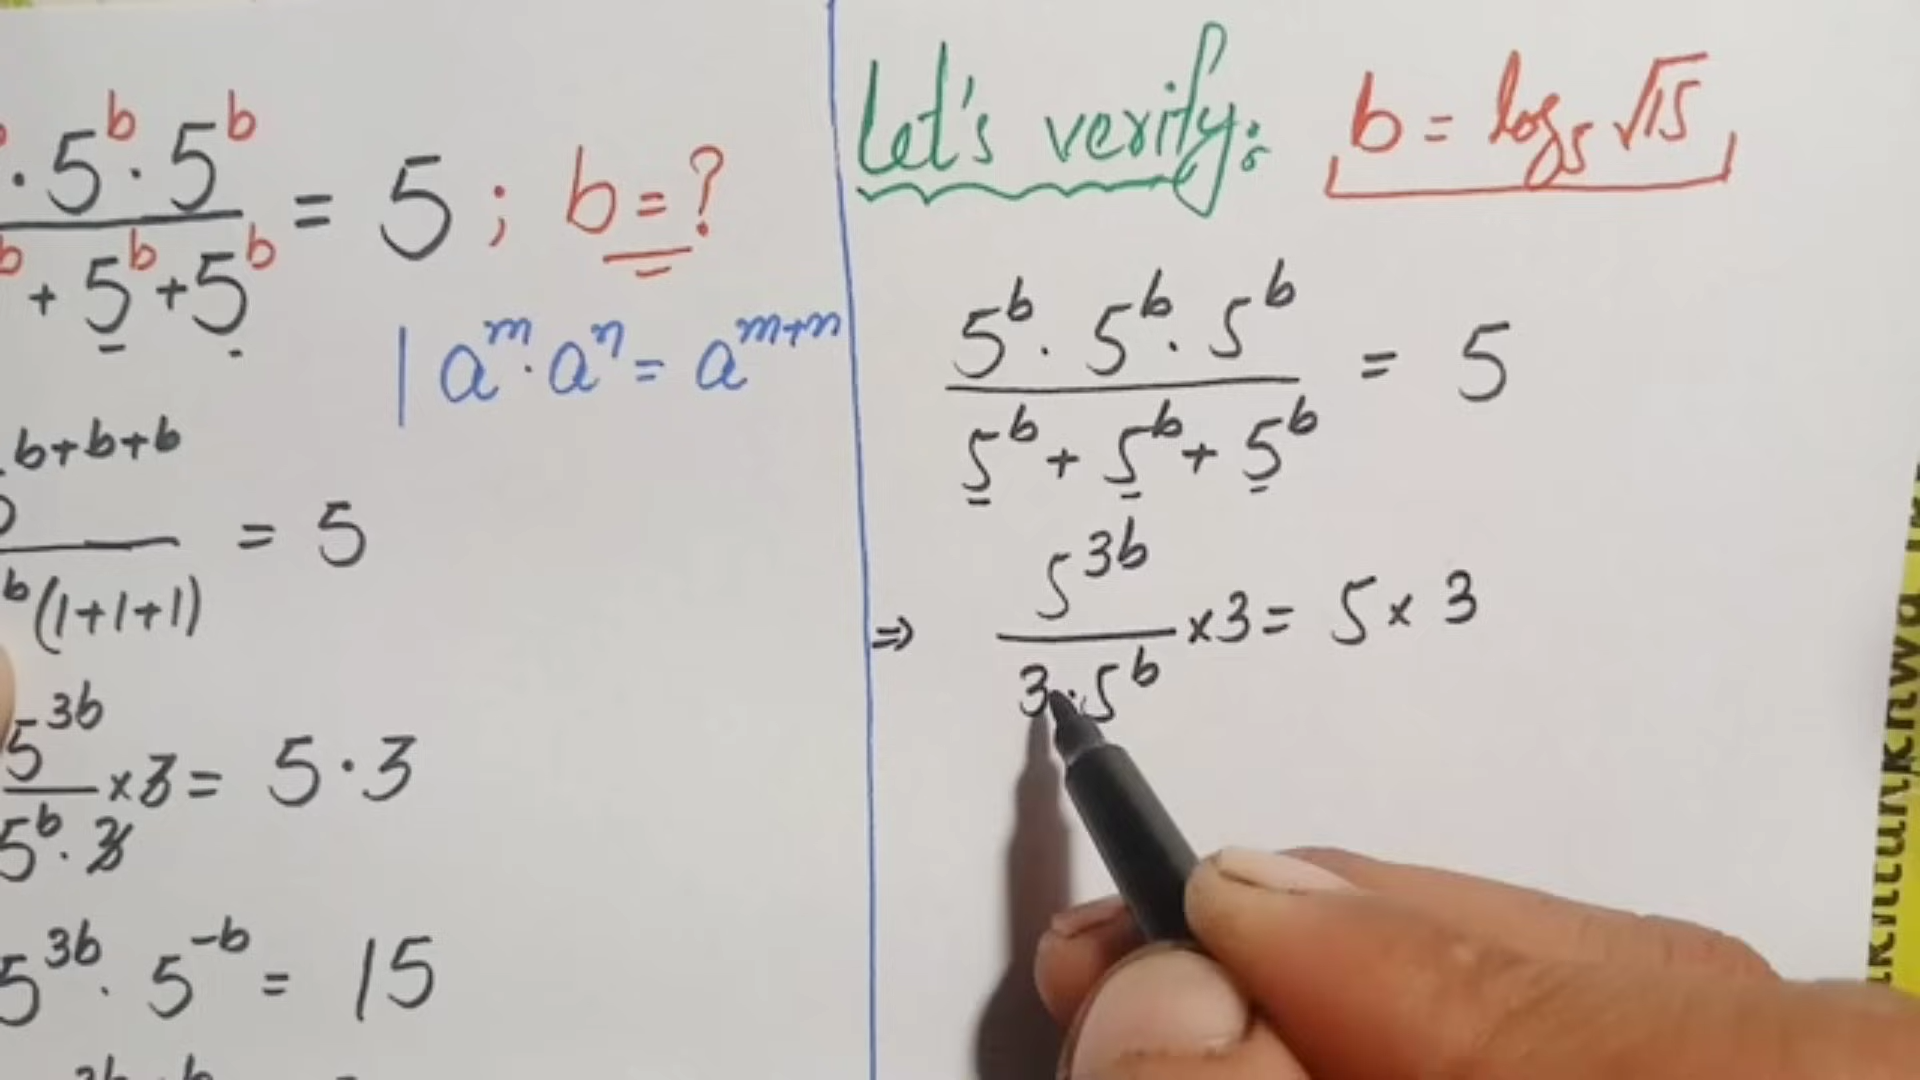 · 5^b · 5^b = 5 ; b = ?
b + 5^b + 5^b
| a^m · a^n = a^(m+n)
b+b+b = 5
b(1+1+1)
5^(3b) × 3 = 5 · 3
5^b · 3
5^(3b) · 5^(-b) = 15
Let's verify: b = log₅ √15
5^b · 5^b · 5^b = 5
5^b + 5^b + 5^b
⇒ 5^(3b) × 3 = 5 × 3
3 · 5^b